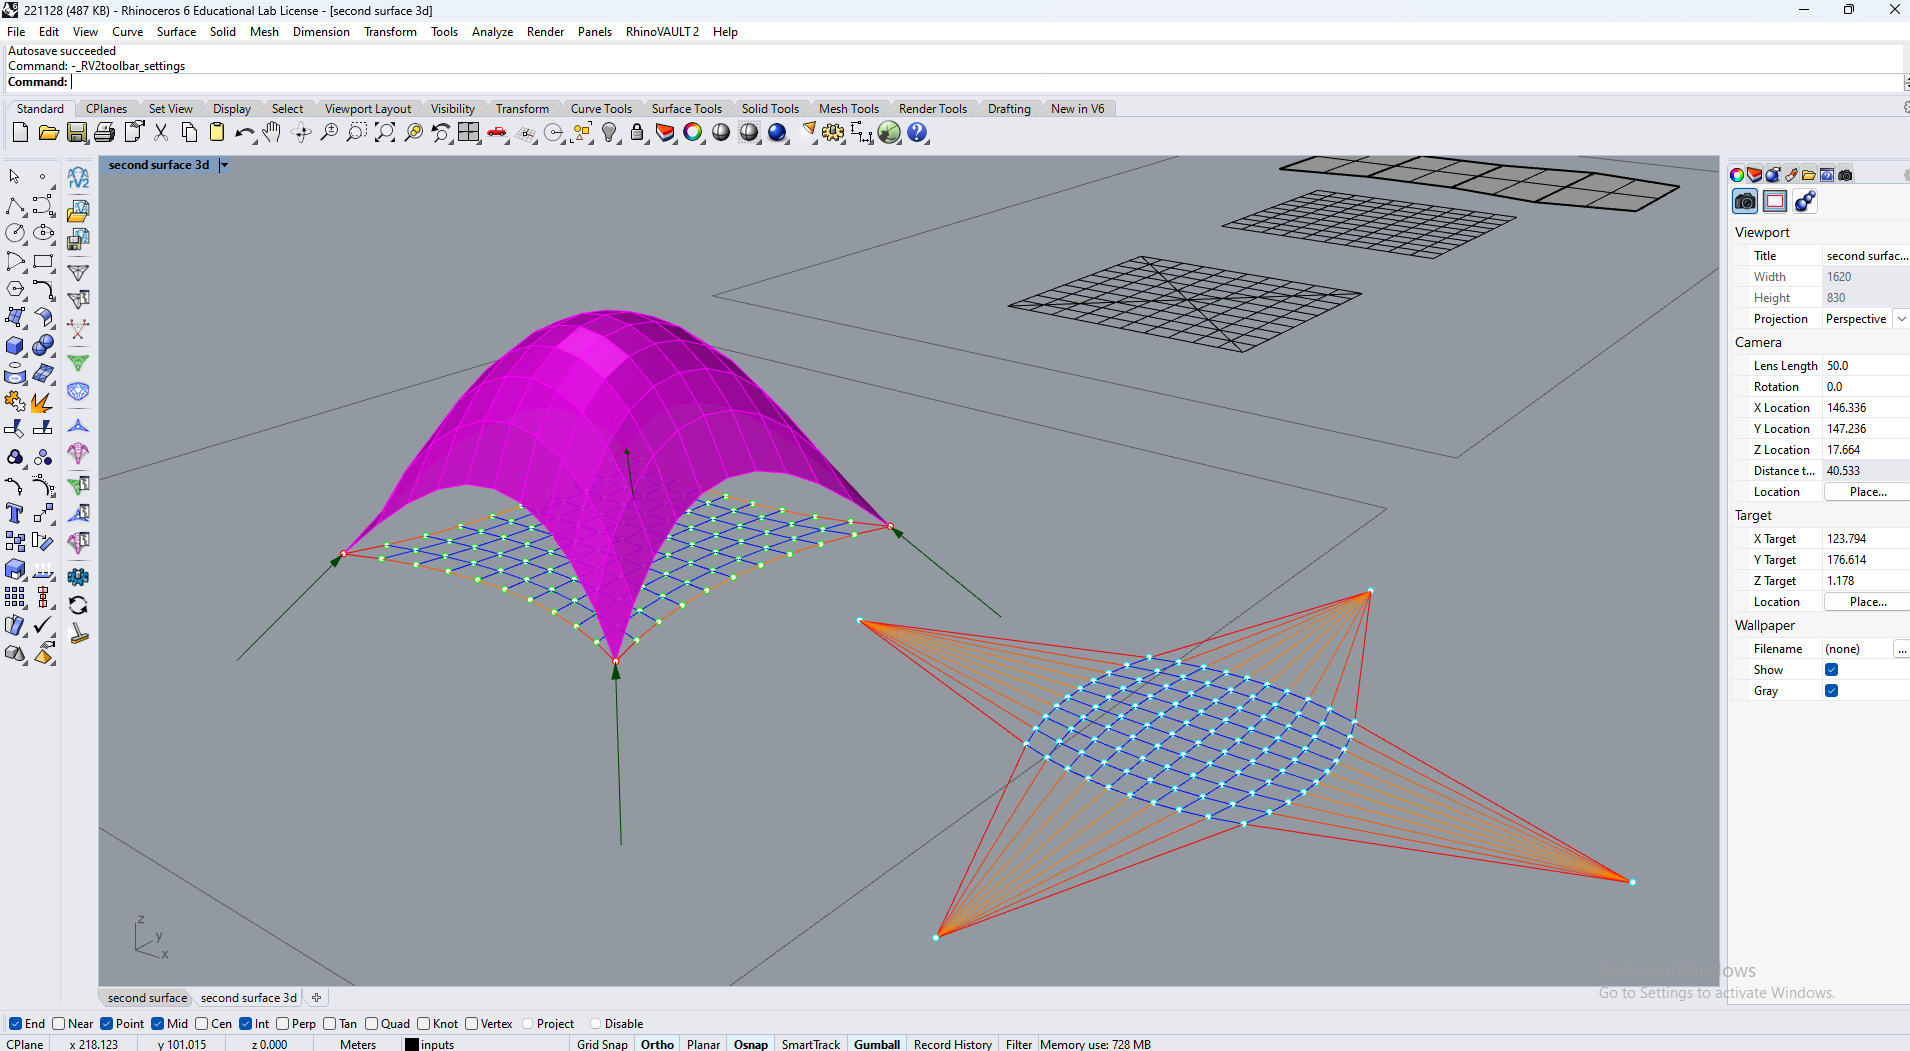 221128 (487 KB) - Rhinoceros 6 Educational Lab License - [second surface 3d]
File Edit View Curve Surface Solid Mesh Dimension Transform Tools Analyze Render Panels RhinoVAULT2 Help
Autosave succeeded
Command: -_RV2toolbar_settings
Command:
Standard CPlanes Set View Display Select Viewport Layout Visibility Transform Curve Tools Surface Tools Solid Tools Mesh Tools Render Tools Drafting New in V6
second surface 3d
rV2
Viewport
Title second surfac...
Width 1620
Height 830
Projection Perspective
Camera
Lens Length 50.0
Rotation 0.0
X Location 146.336
Y Location 147.236
Z Location 17.664
Distance t... 40.533
Location Place...
Target
X Target 123.794
Y Target 176.614
Z Target 1.178
Location Place...
Wallpaper
Filename (none) ...
Show
Gray
z
y
x
Activate Windows
Go to Settings to activate Windows.
second surface second surface 3d
End Near Point Mid Cen Int Perp Tan Quad Knot Vertex Project Disable
CPlane x 218.123 y 101.015 z 0.000 Meters inputs Grid Snap Ortho Planar Osnap SmartTrack Gumball Record History Filter Memory use: 728 MB